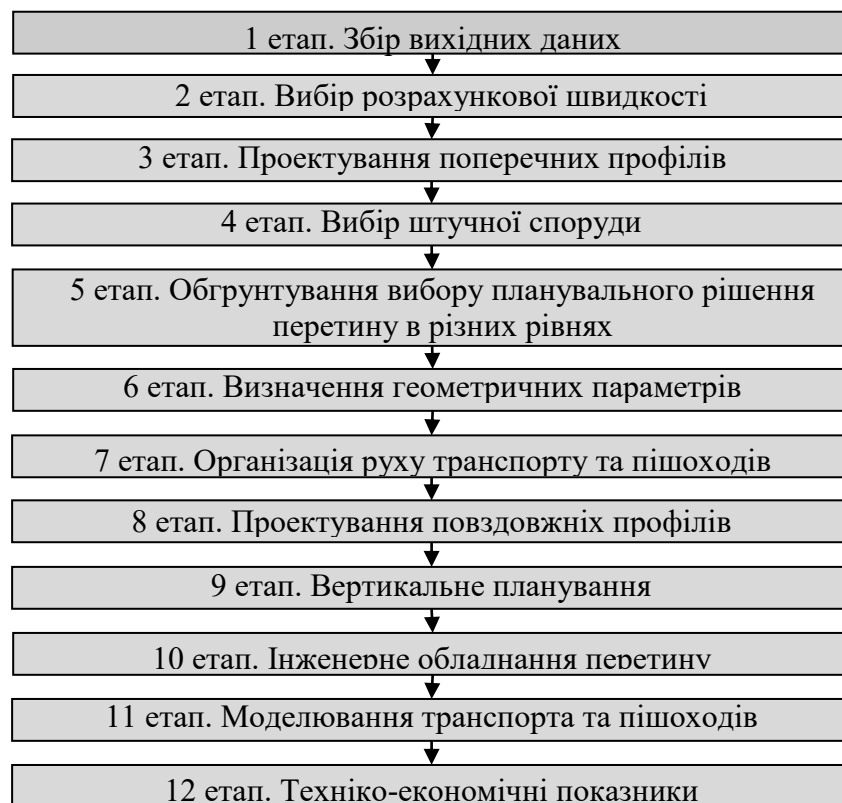 1 етап. Збір вихідних даних
2 етап. Вибір розрахункової швидкості
3 етап. Проектування поперечних профілів
4 етап. Вибір штучної споруди
5 етап. Обгрунтування вибору планувального рішення
перетину в різних рівнях
6 етап. Визначення геометричних параметрів
7 етап. Організація руху транспорту та пішоходів
8 етап. Проектування повздовжніх профілів
9 етап. Вертикальне планування
10 етап. Інженерне обладнання перетину
11 етап. Моделювання транспорта та пішоходів
12 етап. Техніко-економічні показники